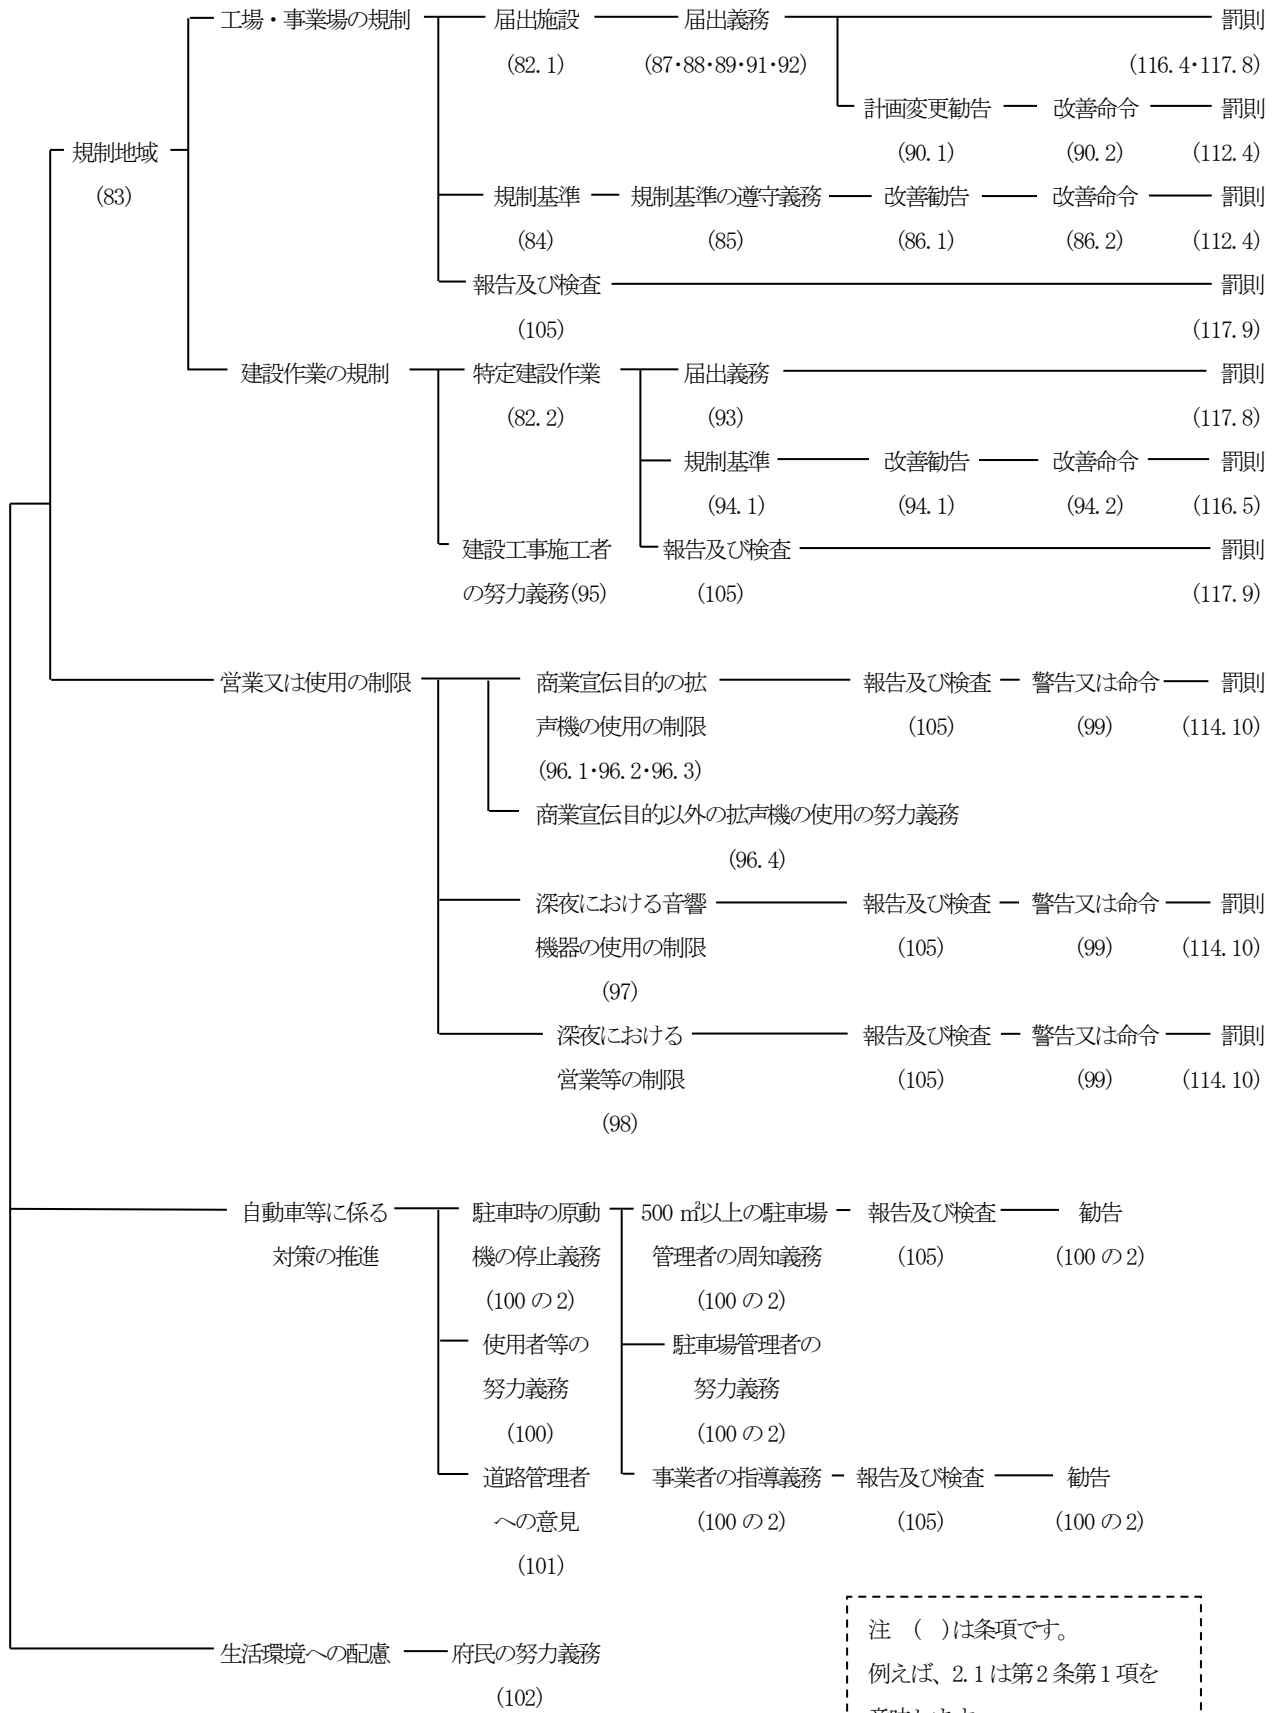 工場・事業場の規制 届出施設 届出義務 罰則
(82.1) (87・88・89・91・92) (116.4・117.8)
計画変更勧告 改善命令 罰則
規制地域 (90.1) (90.2) (112.4)
(83) 規制基準 規制基準の遵守義務 改善勧告 改善命令 罰則
(84) (85) (86.1) (86.2) (112.4)
報告及び検査 罰則
(105) (117.9)
建設作業の規制 特定建設作業 届出義務 罰則
(82.2) (93) (117.8)
規制基準 改善勧告 改善命令 罰則
(94.1) (94.1) (94.2) (116.5)
建設工事施工者 報告及び検査 罰則
の努力義務(95) (105) (117.9)
営業又は使用の制限 商業宣伝目的の拡 報告及び検査 警告又は命令 罰則
声機の使用の制限 (105) (99) (114.10)
(96.1・96.2・96.3)
商業宣伝目的以外の拡声機の使用の努力義務
(96.4)
深夜における音響 報告及び検査 警告又は命令 罰則
機器の使用の制限 (105) (99) (114.10)
(97)
深夜における 報告及び検査 警告又は命令 罰則
営業等の制限 (105) (99) (114.10)
(98)
自動車等に係る 駐車時の原動 500㎡以上の駐車場 報告及び検査 勧告
対策の推進 機の停止義務 管理者の周知義務 (105) (100の2)
(100の2) (100の2)
使用者等の 駐車場管理者の
努力義務 努力義務
(100) (100の2)
道路管理者 事業者の指導義務 報告及び検査 勧告
への意見 (100の2) (105) (100の2)
(101)
注 ( )は条項です。
生活環境への配慮 府民の努力義務 例えば、2.1は第2条第1項を
(102)